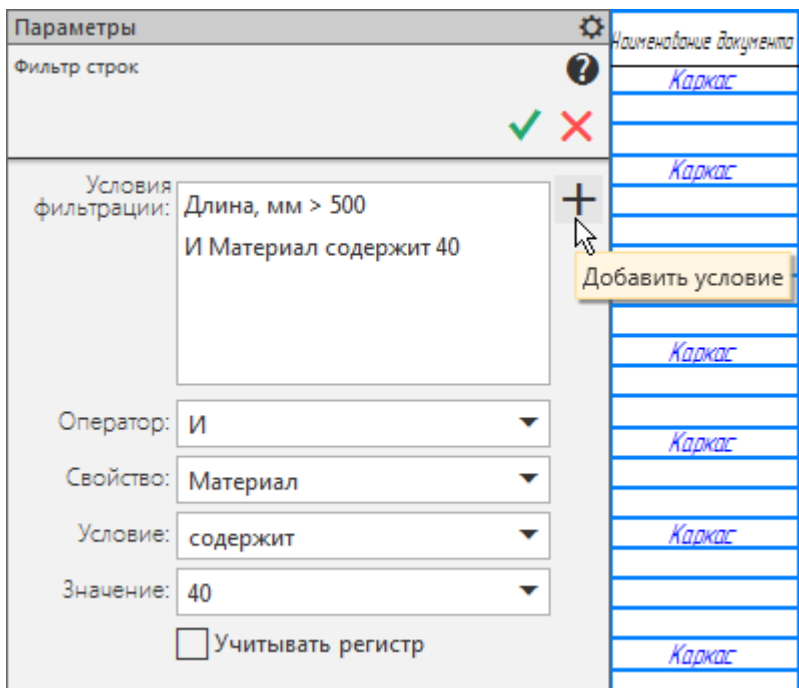 Параметры
Фильтр строк
Условия
фильтрации:
Длина, мм > 500
И Материал содержит 40
Добавить условие
Оператор: И
Свойство: Материал
Условие: содержит
Значение: 40
Учитывать регистр
Наименование документа
Каркас
Каркас
Каркас
Каркас
Каркас
Каркас